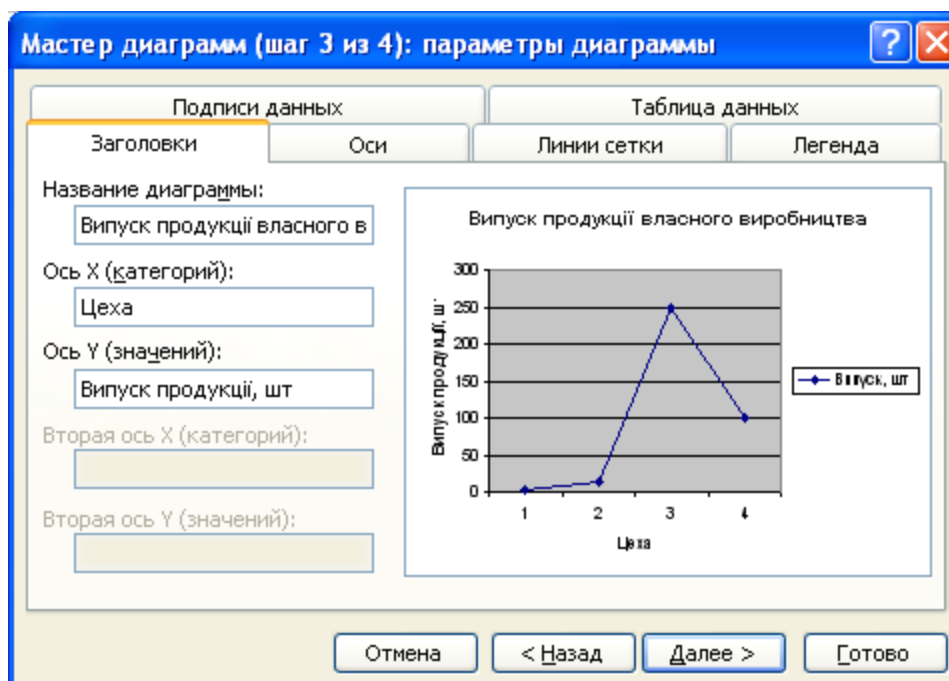 Мастер диаграмм (шаг 3 из 4): параметры диаграммы
Подписи данных
Таблица данных
Заголовки
Оси
Линии сетки
Легенда
Название диаграммы:
Випуск продукції власного в
Ось X (категорий):
Цеха
Ось Y (значений):
Випуск продукції, шт
Вторая ось X (категорий):
Вторая ось Y (значений):
Випуск продукції власного виробництва
Випуск продукції, шт
300
250
200
150
100
50
0
1
2
3
4
Цеха
Випуск, шт
Отмена
< Назад
Далее >
Готово